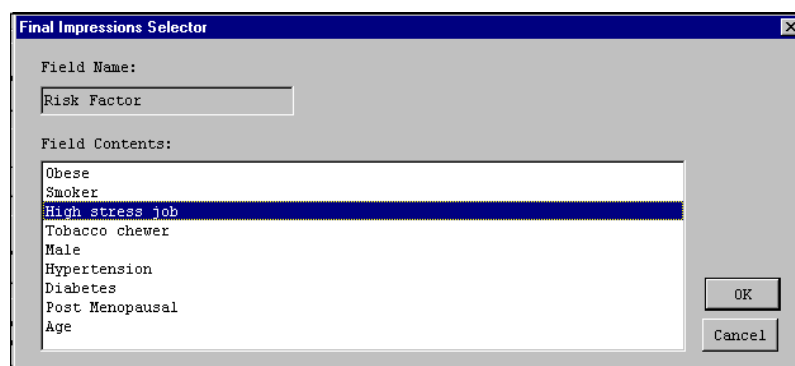 Final Impressions Selector
Field Name:
Risk Factor
Field Contents:
Obese
Smoker
High stress job
Tobacco chewer
Male
Hypertension
Diabetes
Post Menopausal
Age
OK
Cancel